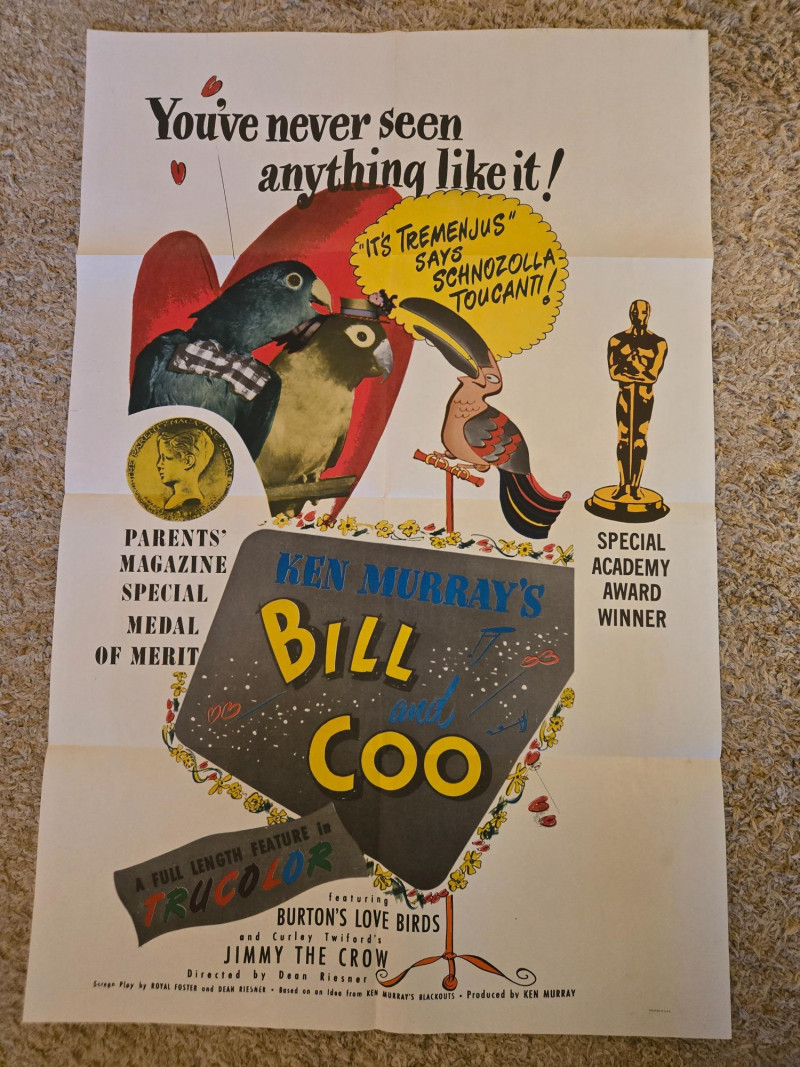 You've never seen
anything like it!
"IT'S TREMENJUS"
SAYS
SCHNOZOLLA
TOUCANTI!
PARENTS'
MAGAZINE
SPECIAL
MEDAL
OF MERIT
SPECIAL
ACADEMY
AWARD
WINNER
KEN MURRAY'S
BILL
and
COO
A FULL LENGTH FEATURE in
TRUCOLOR
featuring
BURTON'S LOVE BIRDS
and Curley Twiford's
JIMMY THE CROW
Directed by Dean Riesner
Screen Play by ROYAL FOSTER and DEAN RIESNER • Based on an Idea from KEN MURRAY'S BLACKOUTS • Produced by KEN MURRAY